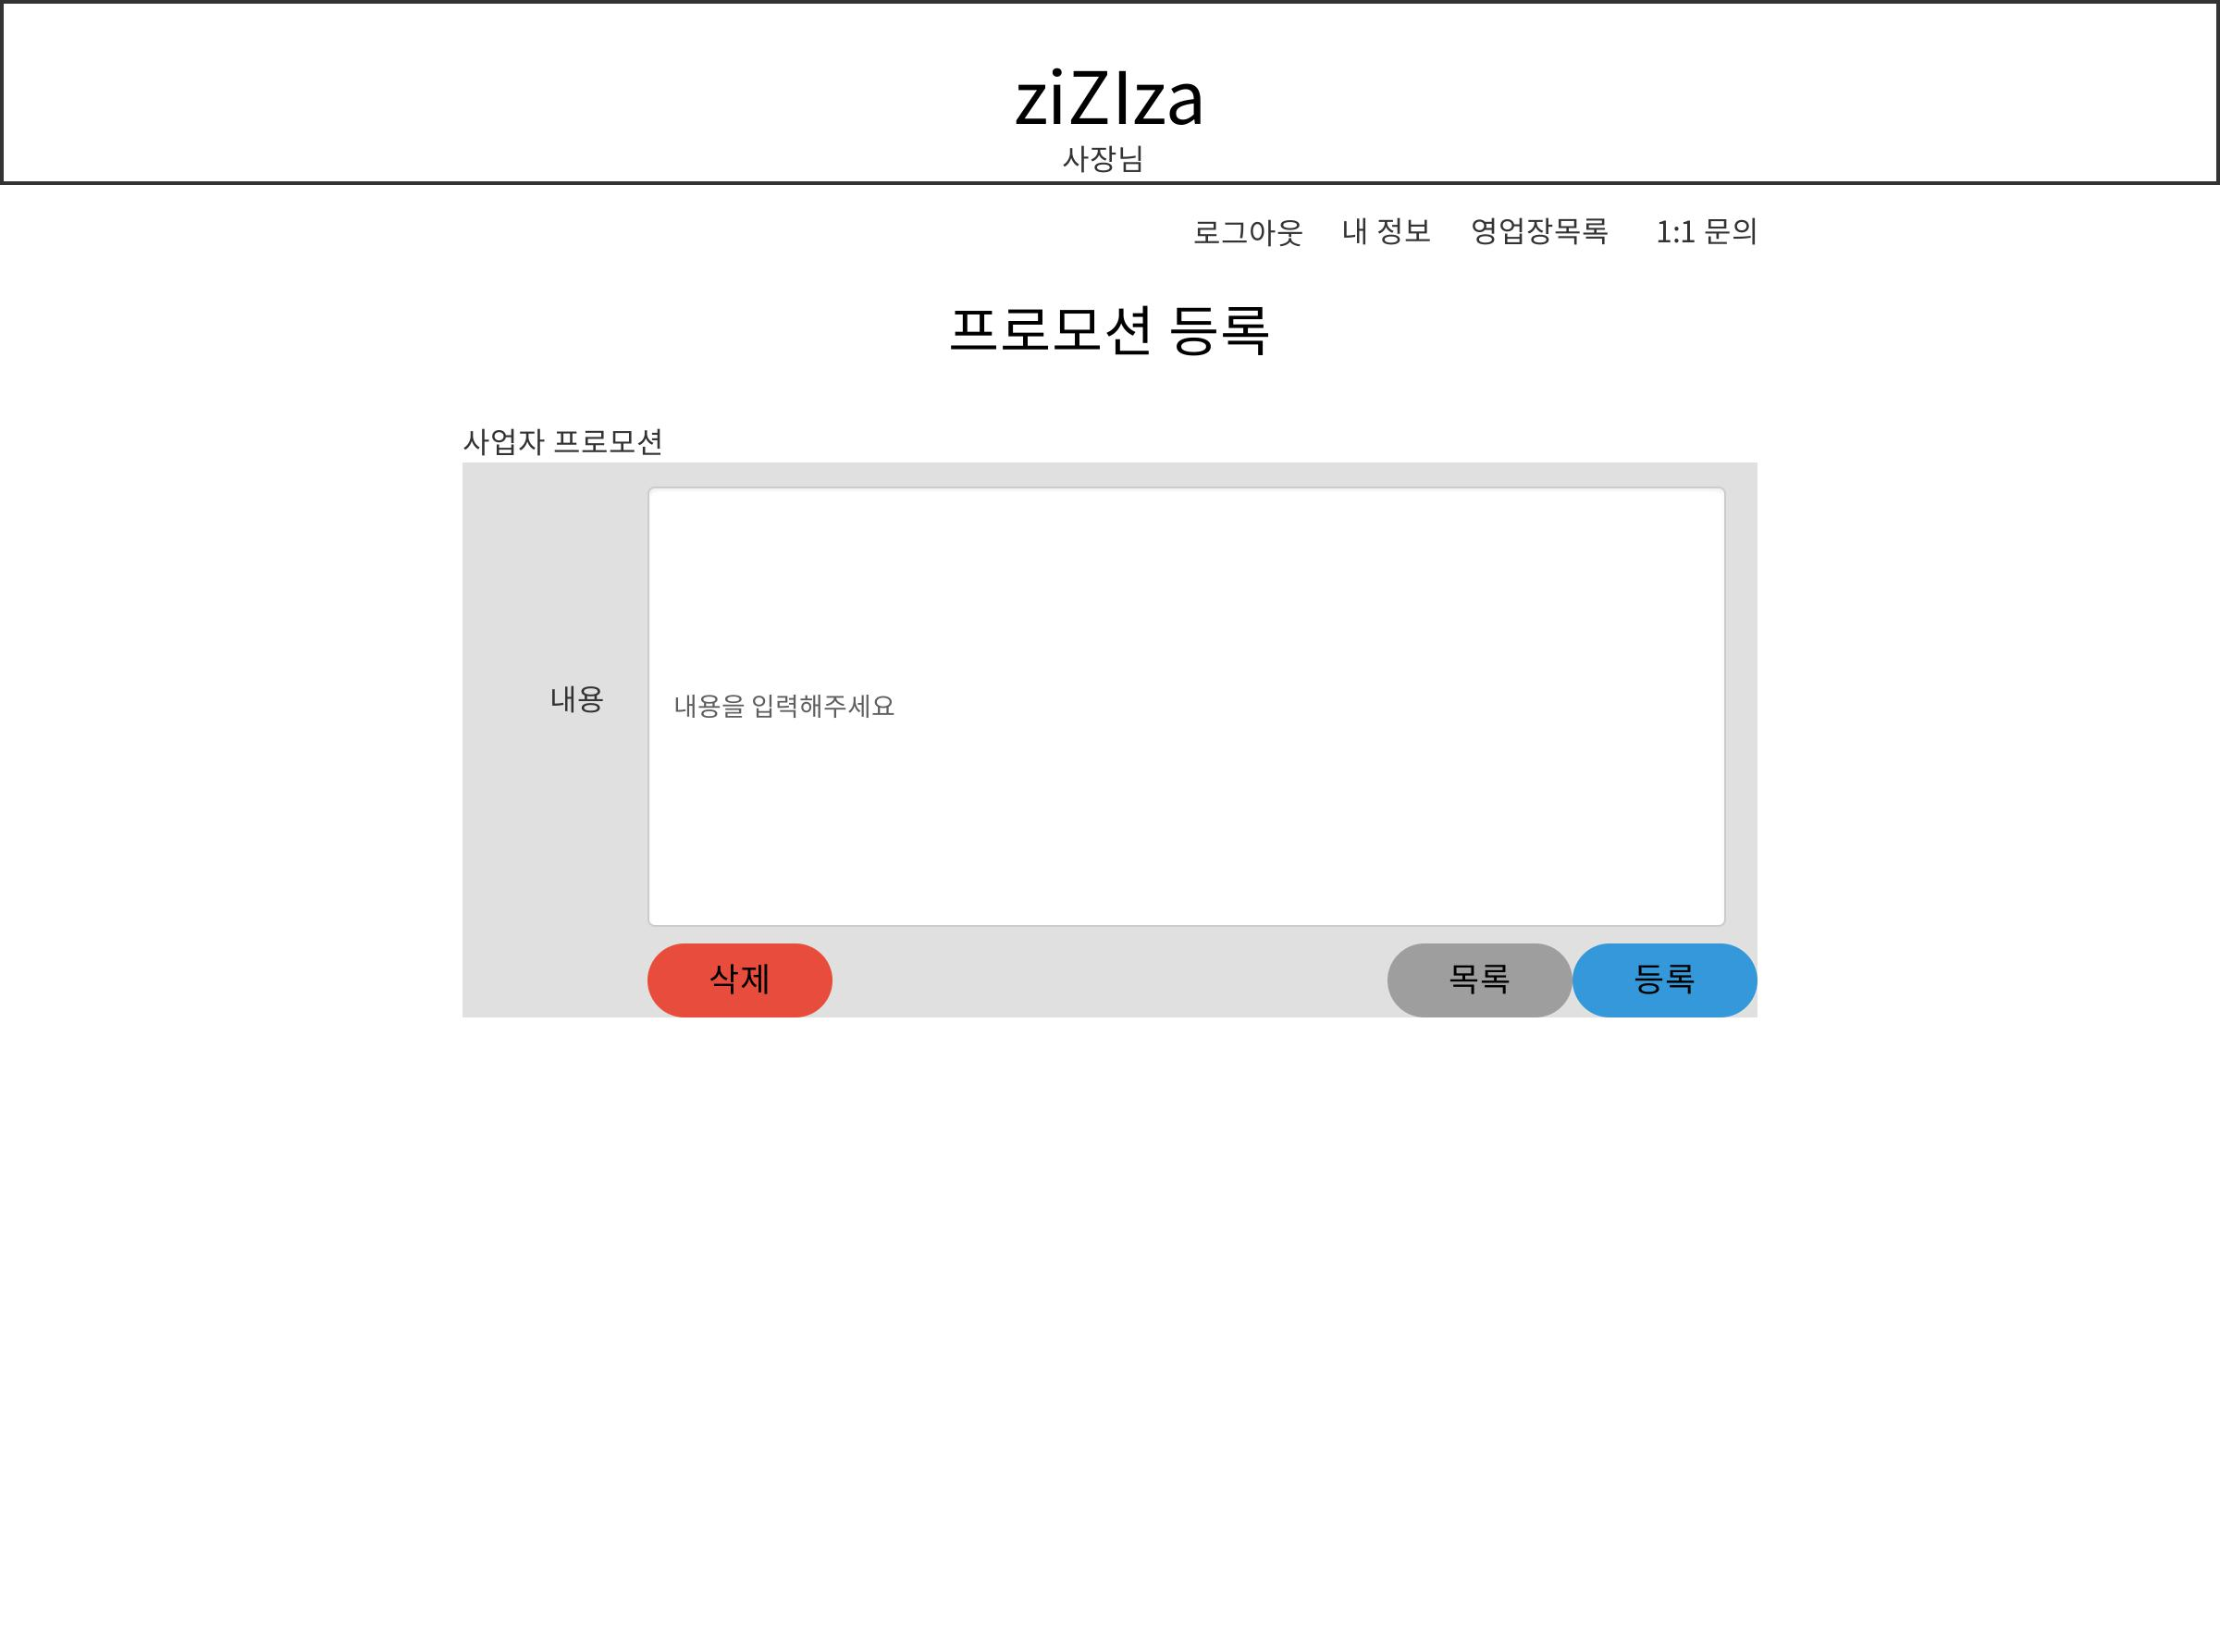 ziZIza
사장님
로그아웃 내 정보 영업장목록 1:1 문의
프로모션 등록
사업자 프로모션
내용
내용을 입력해주세요
삭제 목록 등록